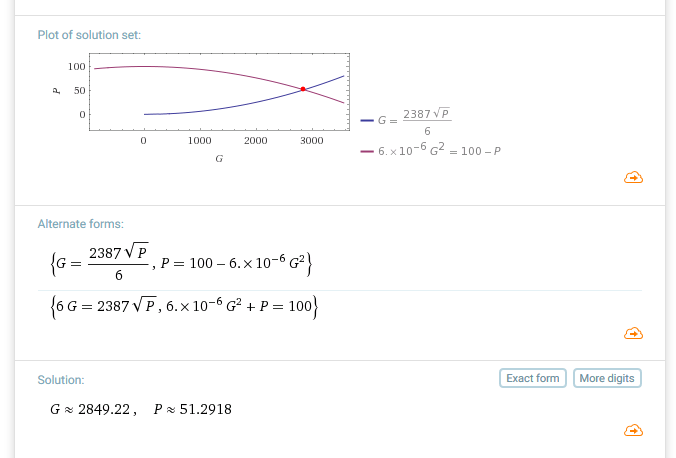 Plot of solution set:
100
50
0
P
0 1000 2000 3000
G
G = 2387 √P / 6
6.×10^-6 G^2 = 100 – P
Alternate forms:
{G = 2387 √P / 6, P = 100 – 6.×10^-6 G^2}
{6 G = 2387 √P, 6.×10^-6 G^2 + P = 100}
Solution:
Exact form
More digits
G ≈ 2849.22, P ≈ 51.2918